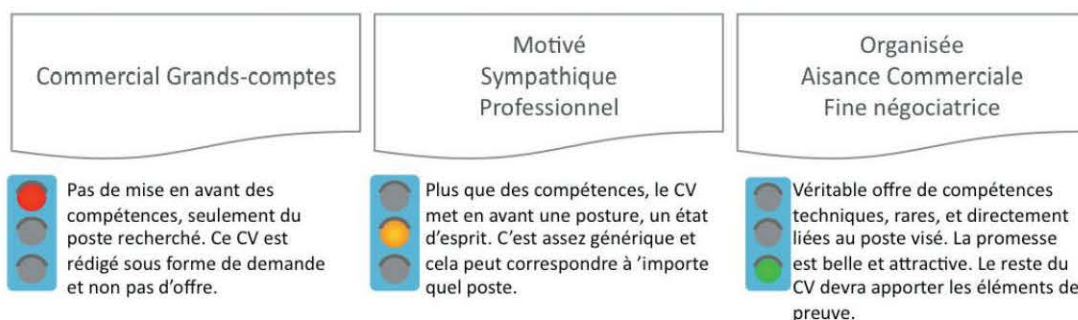 Commercial Grands-comptes
Motivé
Sympathique
Professionnel
Organisée
Aisance Commerciale
Fine négociatrice
Pas de mise en avant des
compétences, seulement du
poste recherché. Ce CV est
rédigé sous forme de demande
et non pas d'offre.
Plus que des compétences, le CV
met en avant une posture, un état
d'esprit. C'est assez générique et
cela peut correspondre à 'importe
quel poste.
Véritable offre de compétences
techniques, rares, et directement
liées au poste visé. La promesse
est belle et attractive. Le reste du
CV devra apporter les éléments de
preuve.